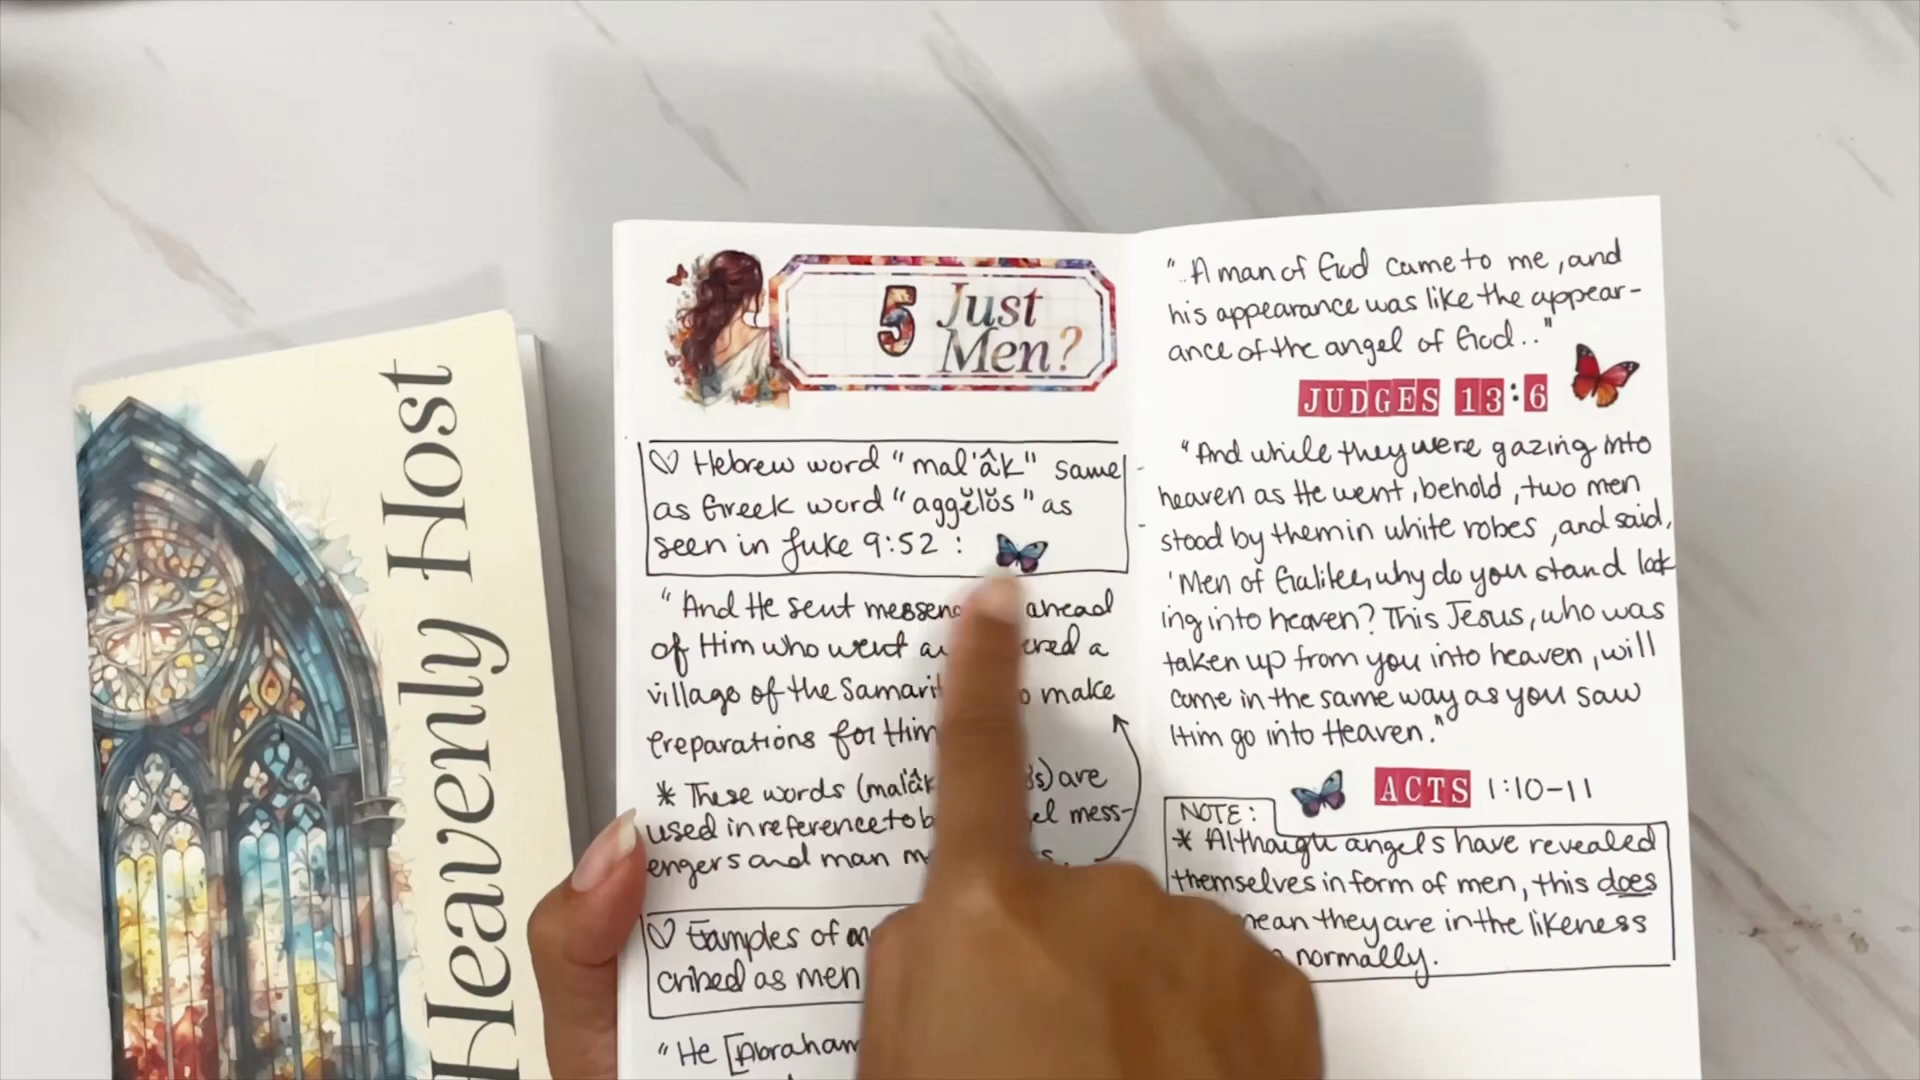 Heavenly Host
5 Just
Men?
♡ Hebrew word "mal'âk" same
as Greek word "aggĕlŏs" as
seen in Luke 9:52 :
"And He sent ahead
of Him who went a
village of the make
preparations for Him
* These words are
used in reference to mess-
engers and man
♡ Examples of
cribed as men
"He [Abraham
"..A man of God came to me, and
his appearance was like the appear-
ance of the angel of God.."
JUDGES 13:6
"And while they were gazing into
heaven as He went, behold, two men
stood by them in white robes, and said,
'Men of Galilee, why do you stand look
ing into heaven? This Jesus, who was
taken up from you into heaven, will
come in the same way as you saw
Him go into Heaven."
ACTS 1:10-11
NOTE:
* Although angels have revealed
themselves in form of men, this does
mean they are in the likeness
normally.